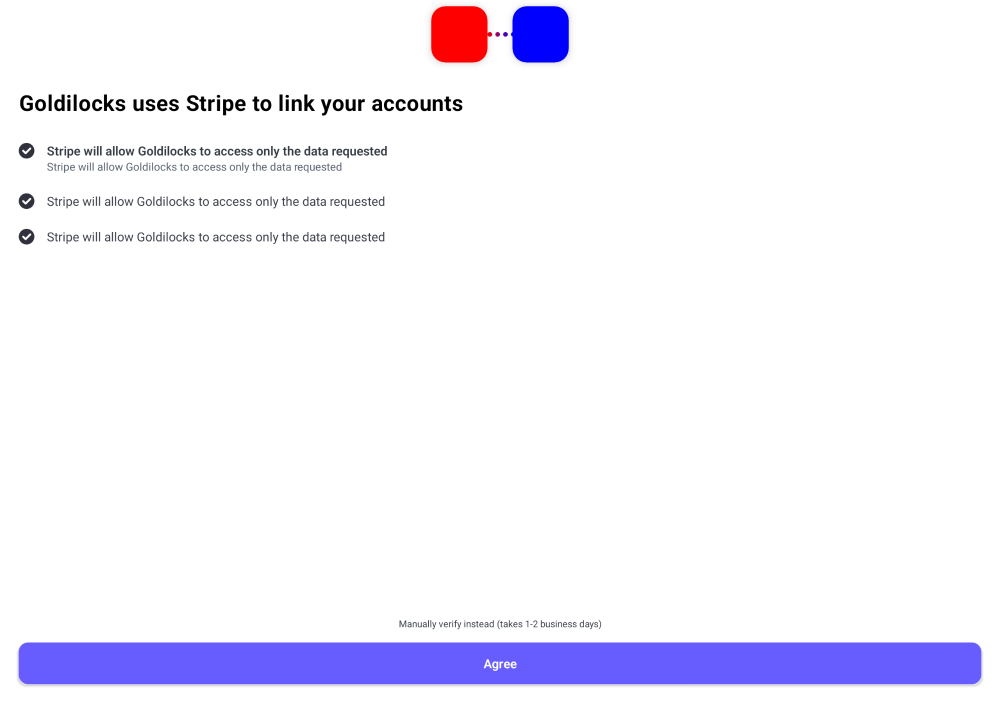 Goldilocks uses Stripe to link your accounts
Stripe will allow Goldilocks to access only the data requested
Stripe will allow Goldilocks to access only the data requested
Stripe will allow Goldilocks to access only the data requested
Stripe will allow Goldilocks to access only the data requested
Manually verify instead (takes 1-2 business days)
Agree